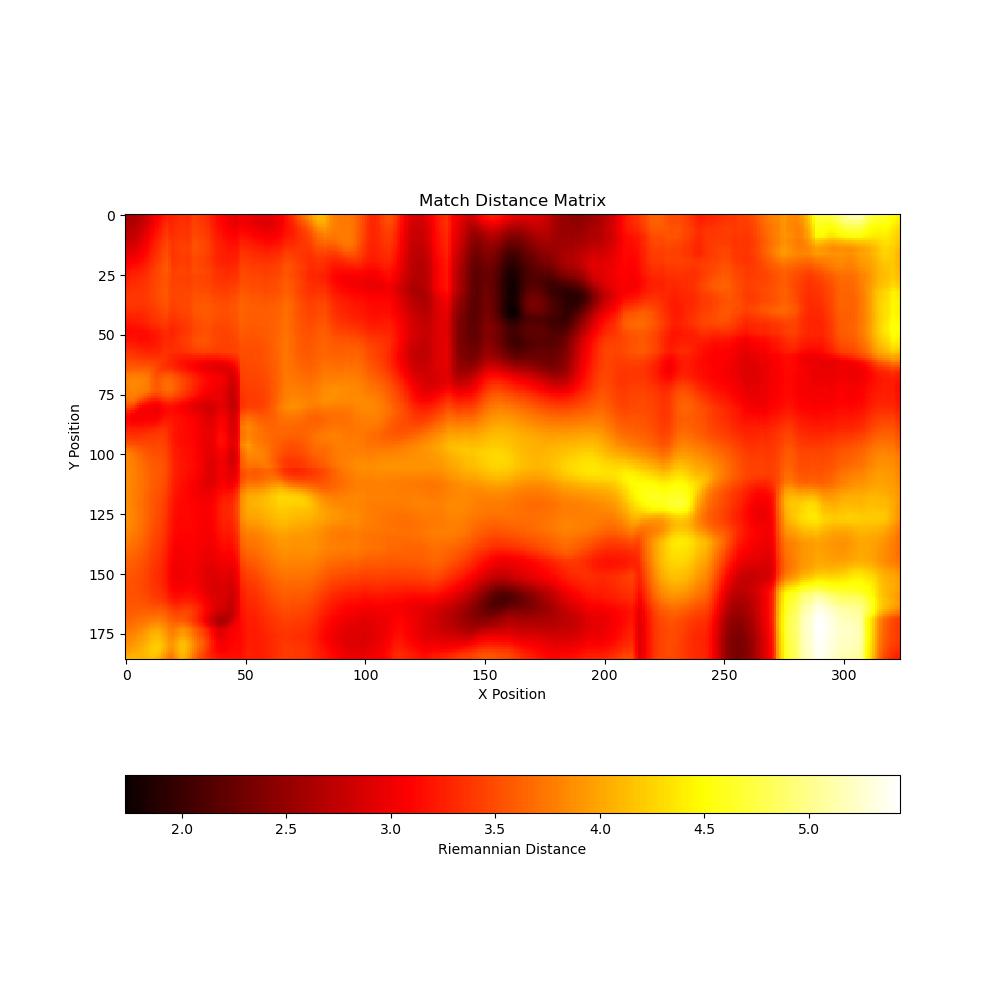 Match Distance Matrix
0
25
50
75
100
125
150
175
Y Position
0 50 100 150 200 250 300
X Position
2.0 2.5 3.0 3.5 4.0 4.5 5.0
Riemannian Distance